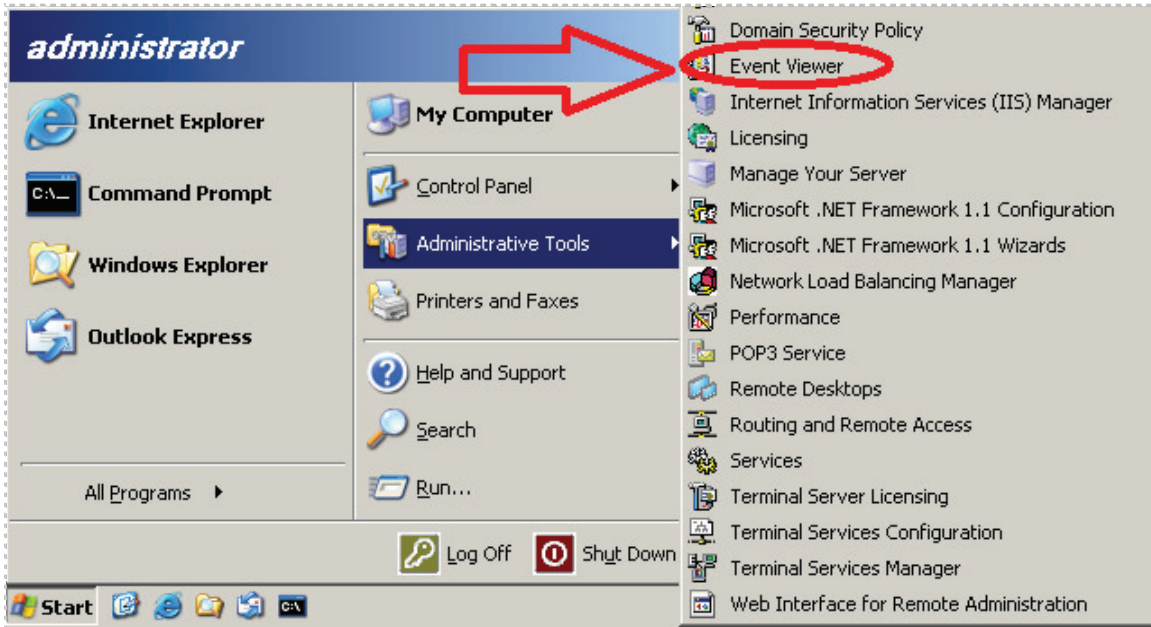 administrator
Internet Explorer
Command Prompt
Windows Explorer
Outlook Express
All Programs
My Computer
Control Panel
Administrative Tools
Printers and Faxes
Help and Support
Search
Run...
Log Off
Shut Down
Start
Domain Security Policy
Event Viewer
Internet Information Services (IIS) Manager
Licensing
Manage Your Server
Microsoft .NET Framework 1.1 Configuration
Microsoft .NET Framework 1.1 Wizards
Network Load Balancing Manager
Performance
POP3 Service
Remote Desktops
Routing and Remote Access
Services
Terminal Server Licensing
Terminal Services Configuration
Terminal Services Manager
Web Interface for Remote Administration